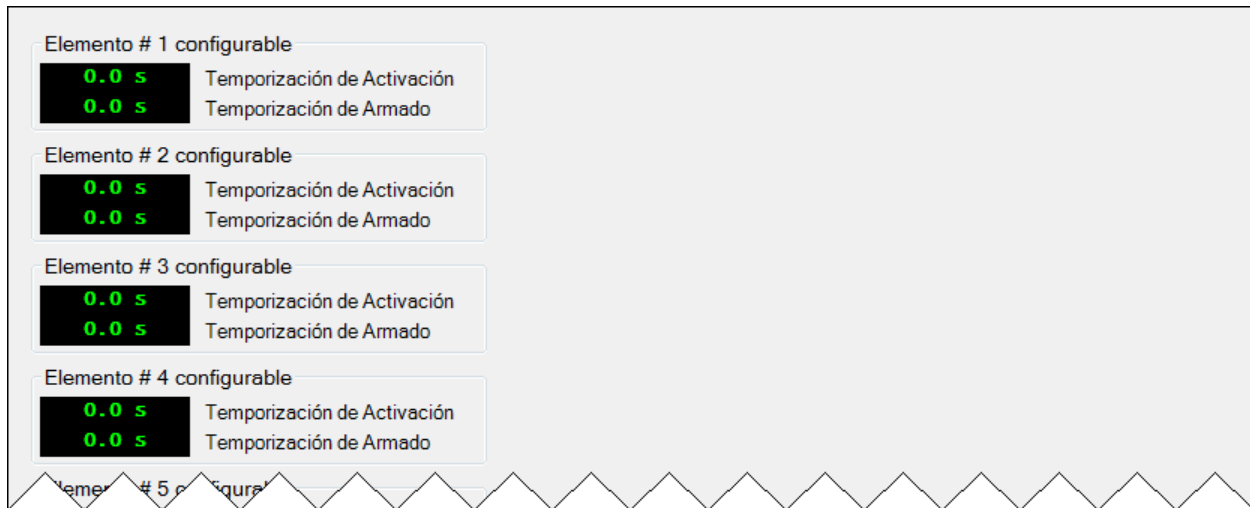 Elemento # 1 configurable
0.0 s Temporización de Activación
0.0 s Temporización de Armado
Elemento # 2 configurable
0.0 s Temporización de Activación
0.0 s Temporización de Armado
Elemento # 3 configurable
0.0 s Temporización de Activación
0.0 s Temporización de Armado
Elemento # 4 configurable
0.0 s Temporización de Activación
0.0 s Temporización de Armado
# 5